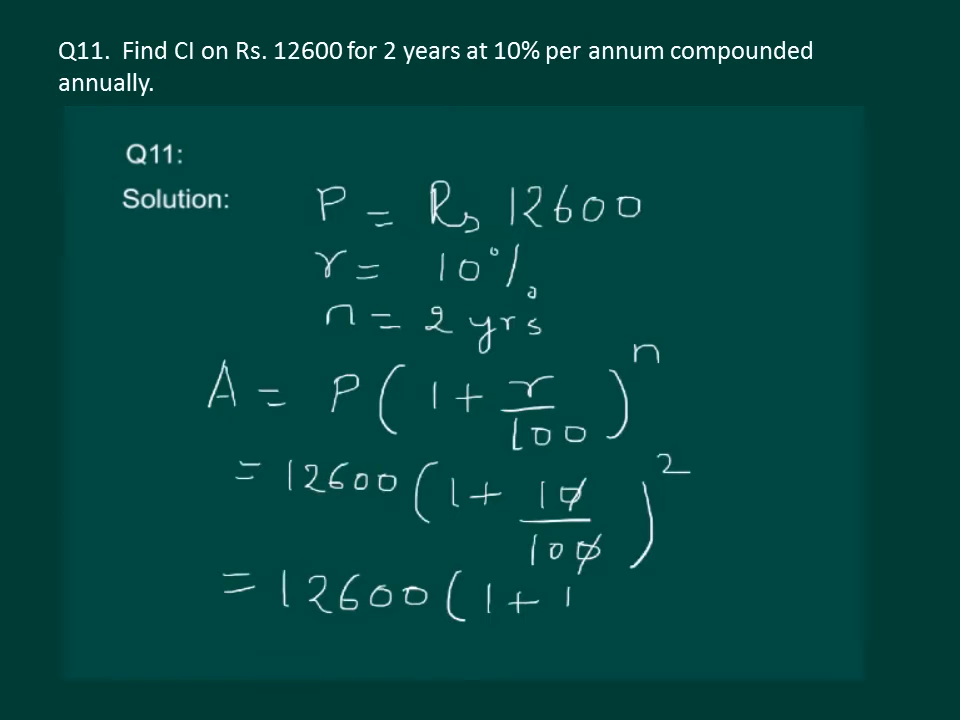 Q11. Find CI on Rs. 12600 for 2 years at 10% per annum compounded
annually.
Q11:
Solution:
P = Rs 12600
r = 10%
n = 2 yrs
A = P ( 1 + r/100 )^n
= 12600 ( 1 + 10/100 )^2
= 12600 ( 1 + 1